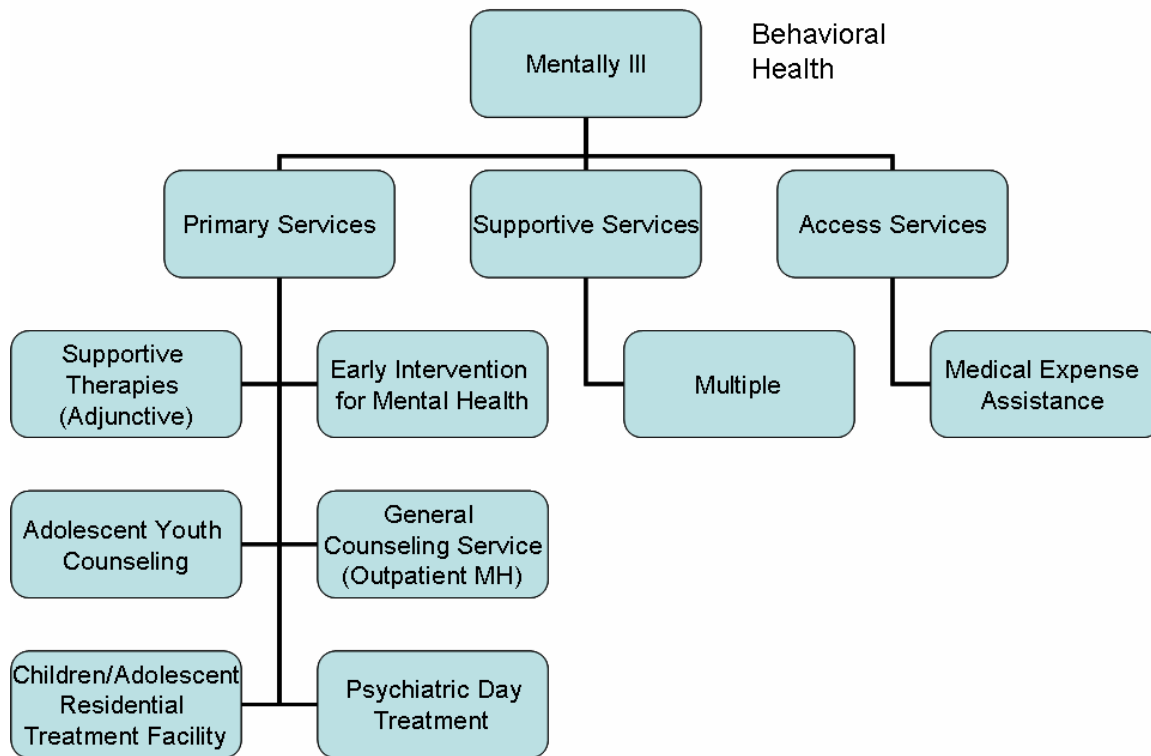 Mentally Ill
Behavioral
Health
Primary Services
Supportive Services
Access Services
Supportive
Therapies
(Adjunctive)
Early Intervention
for Mental Health
Multiple
Medical Expense
Assistance
Adolescent Youth
Counseling
General
Counseling Service
(Outpatient MH)
Children/Adolescent
Residential
Treatment Facility
Psychiatric Day
Treatment